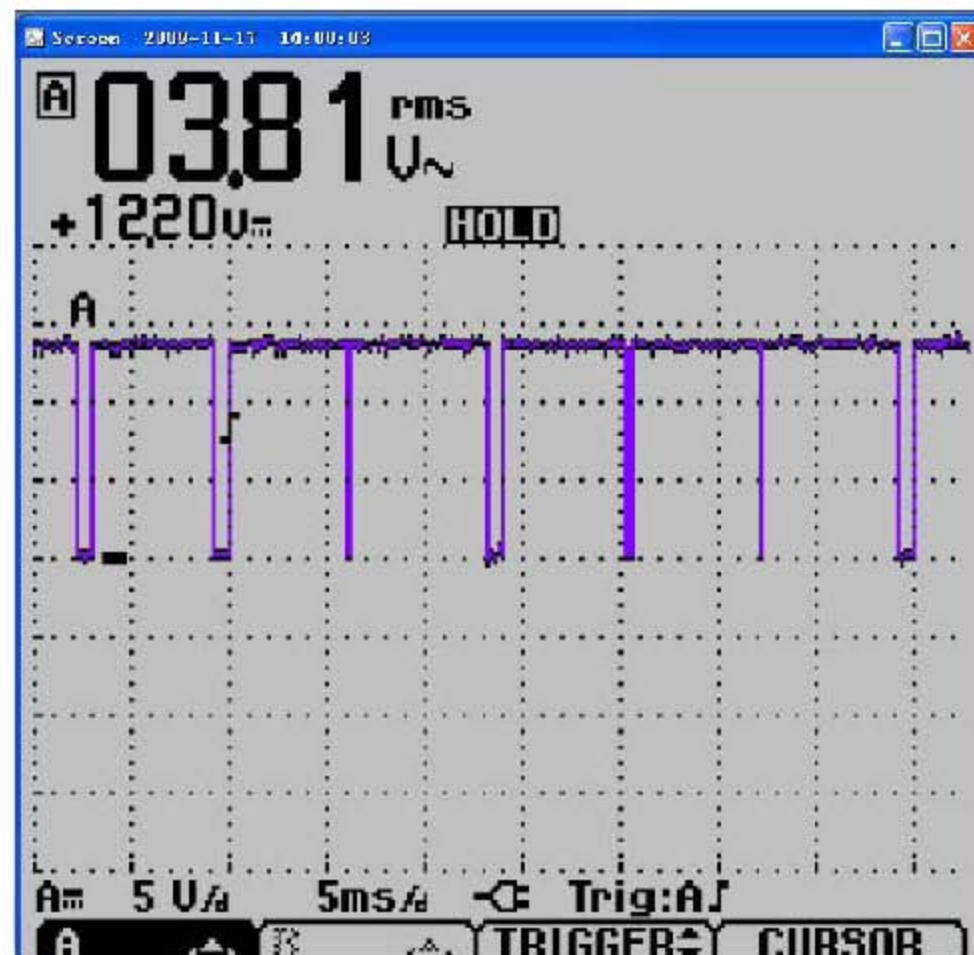 Screen 2009-11-17 14:00:03
A 03.81 rms V~
+12.20v
HOLD
A
A 5 V/d 5ms/d Trig:A
A B TRIGGER CURSOR